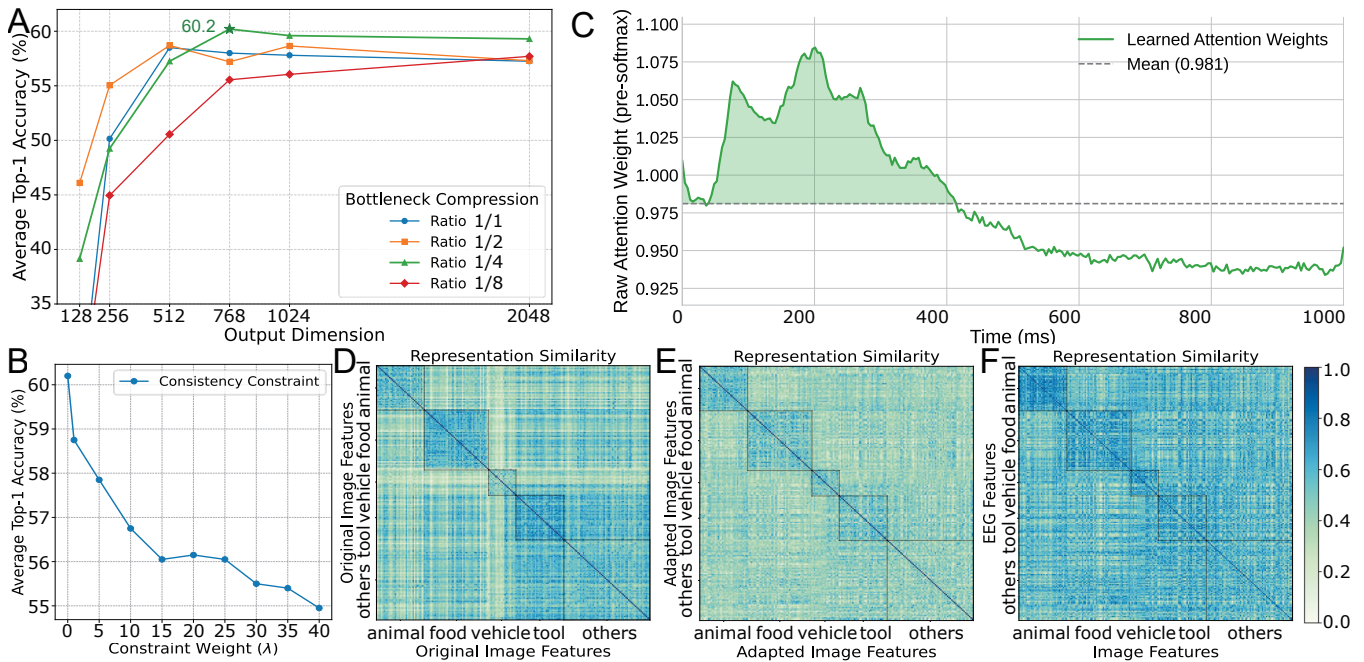 A
Average Top-1 Accuracy (%)
60
55
50
45
40
35
60.2
Bottleneck Compression
Ratio 1/1
Ratio 1/2
Ratio 1/4
Ratio 1/8
128 256 512 768 1024 2048
Output Dimension
C
Raw Attention Weight (pre-softmax)
1.100
1.075
1.050
1.025
1.000
0.975
0.950
0.925
Learned Attention Weights
Mean (0.981)
0 200 400 600 800 1000
Time (ms)
B
Average Top-1 Accuracy (%)
60
59
58
57
56
55
Consistency Constraint
0 5 10 15 20 25 30 35 40
Constraint Weight (λ)
D
Representation Similarity
Original Image Features
others tool vehicle food animal
animal food vehicle tool others
Original Image Features
E
Representation Similarity
Adapted Image Features
others tool vehicle food animal
animal food vehicle tool others
Adapted Image Features
F
Representation Similarity
EEG Features
others tool vehicle food animal
animal food vehicle tool others
Image Features
1.0
0.8
0.6
0.4
0.2
0.0